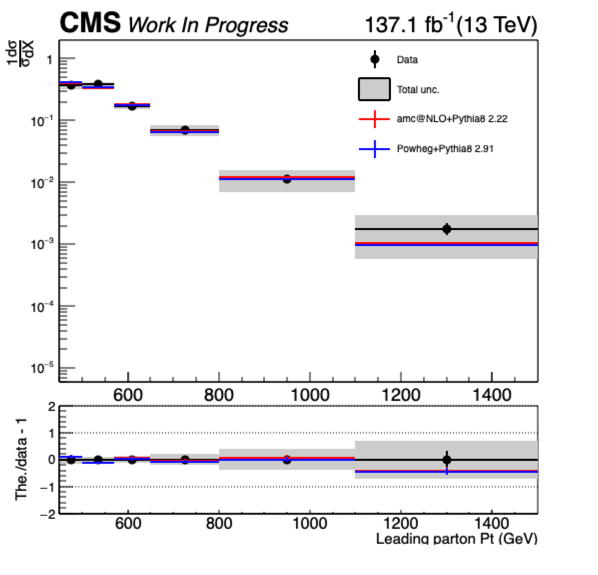 CMS Work In Progress 137.1 fb⁻¹(13 TeV)
1dσ
σdX
1
10⁻¹
10⁻²
10⁻³
10⁻⁴
10⁻⁵
Data
Total unc.
amc@NLO+Pythia8 2.22
Powheg+Pythia8 2.91
600 800 1000 1200 1400
The./data - 1
2
1
0
−1
−2
600 800 1000 1200 1400
Leading parton Pt (GeV)